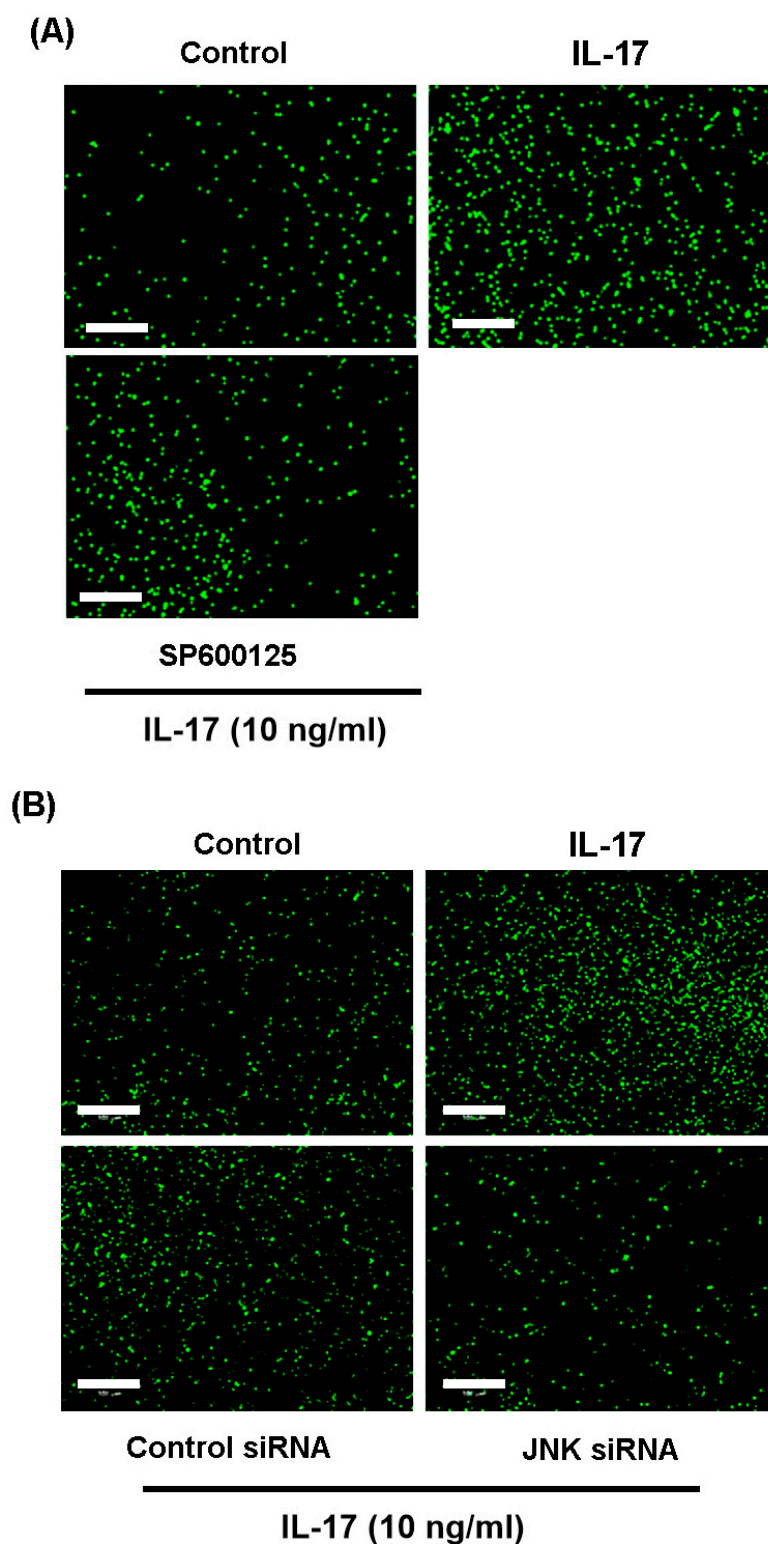 (A)
Control IL-17
SP600125
IL-17 (10 ng/ml)
(B)
Control IL-17
Control siRNA JNK siRNA
IL-17 (10 ng/ml)